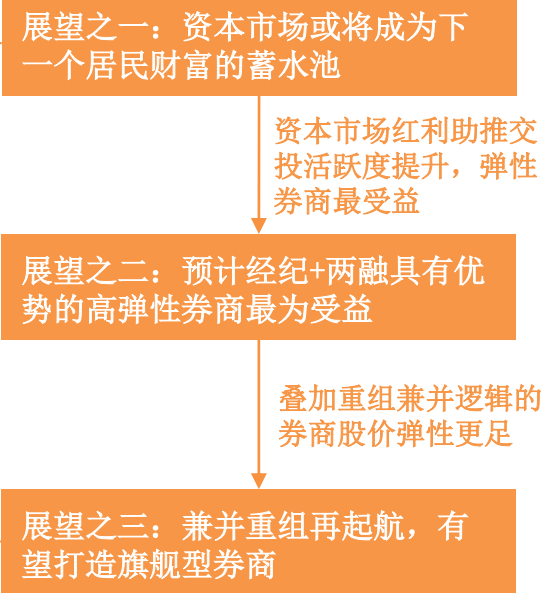 展望之一：资本市场或将成为下
一个居民财富的蓄水池
资本市场红利助推交
投活跃度提升，弹性
券商最受益
展望之二：预计经纪+两融具有优
势的高弹性券商最为受益
叠加重组兼并逻辑的
券商股价弹性更足
展望之三：兼并重组再起航，有
望打造旗舰型券商